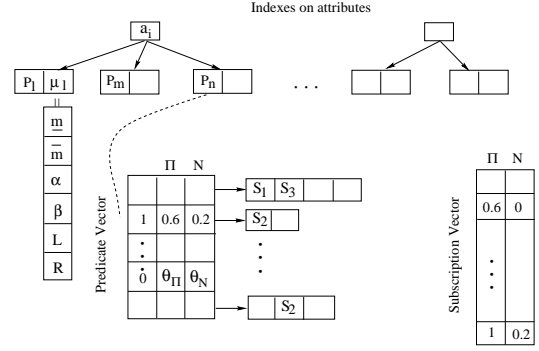 Indexes on attributes
a_i
P_l μ_l P_m P_n . . .
=
m
m̅
α
β
L
R
Predicate Vector
Π N
1 0.6 0.2
0 θ_Π θ_N
S_1 S_3
S_2
S_2
Subscription Vector
Π N
0.6 0
1 0.2